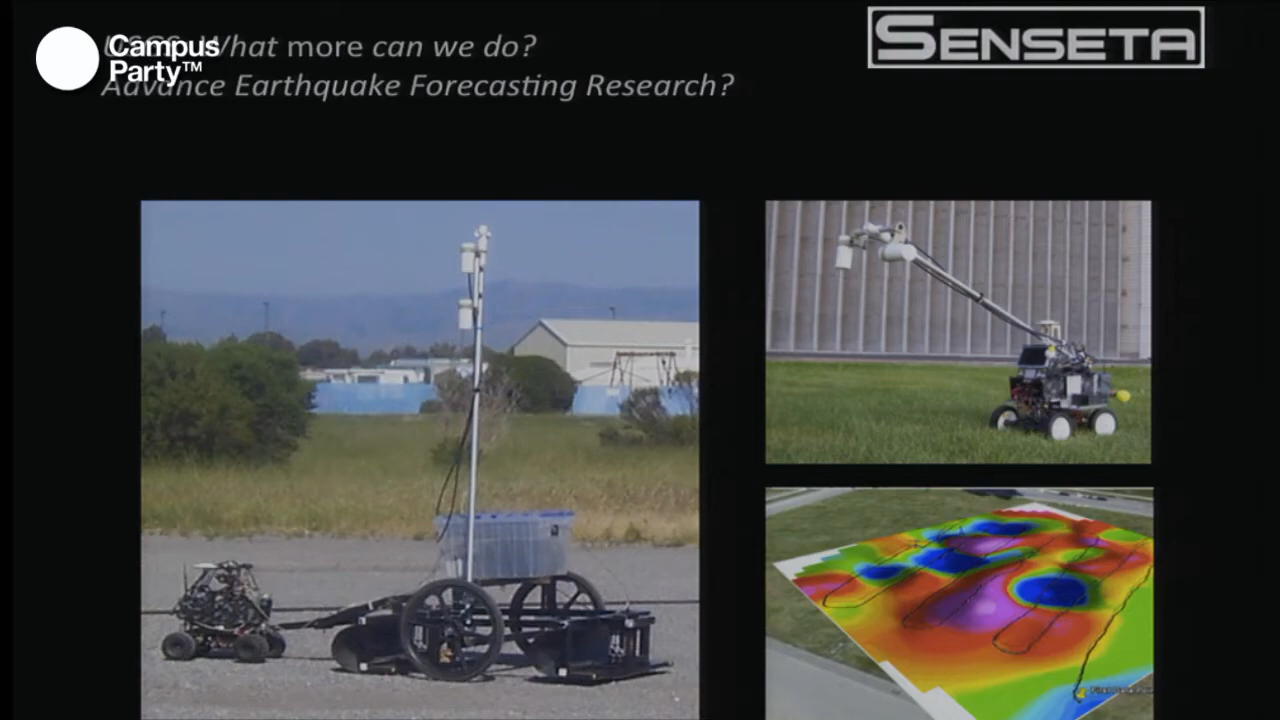 Campus
Party™
What more can we do?
Advance Earthquake Forecasting Research?
SENSETA